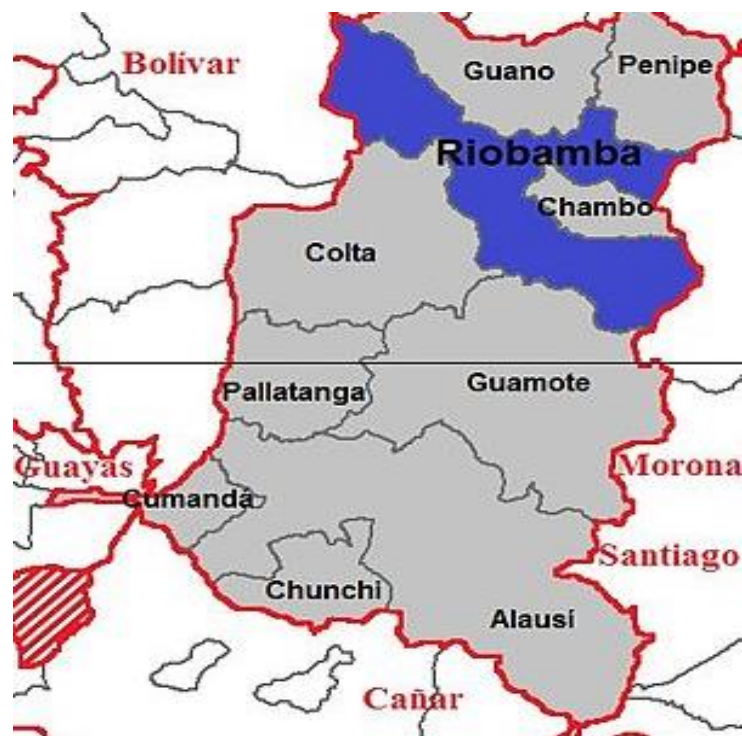 Bolívar
Guano
Penipe
Riobamba
Chambo
Colta
Pallatanga
Guamote
Guayas
Morona
Cumandá
Santiago
Chunchi
Alausí
Cañar